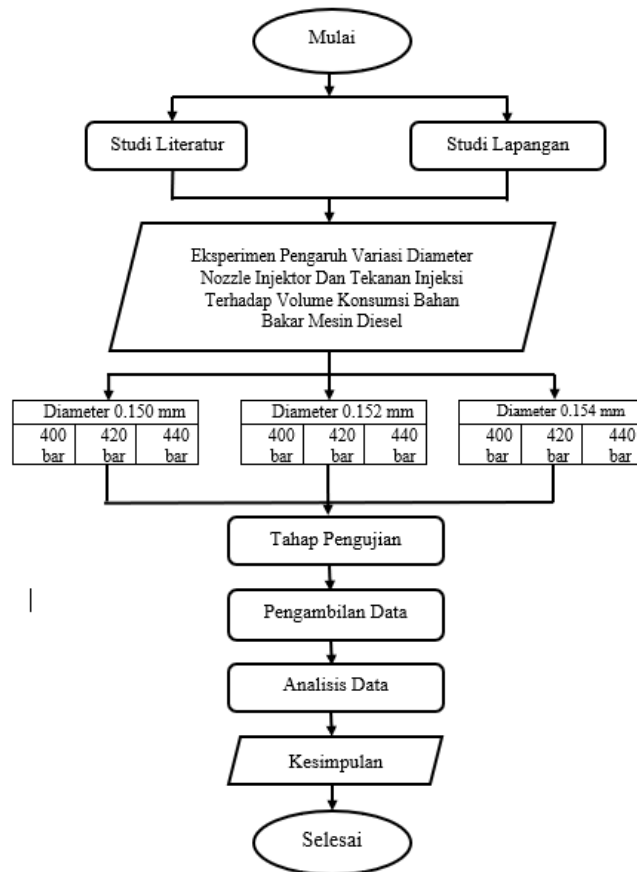 Mulai
Studi Literatur
Studi Lapangan
Eksperimen Pengaruh Variasi Diameter
Nozzle Injektor Dan Tekanan Injeksi
Terhadap Volume Konsumsi Bahan
Bakar Mesin Diesel
Diameter 0.150 mm
400 420 440
bar bar bar
Diameter 0.152 mm
400 420 440
bar bar bar
Diameter 0.154 mm
400 420 440
bar bar bar
Tahap Pengujian
Pengambilan Data
Analisis Data
Kesimpulan
Selesai